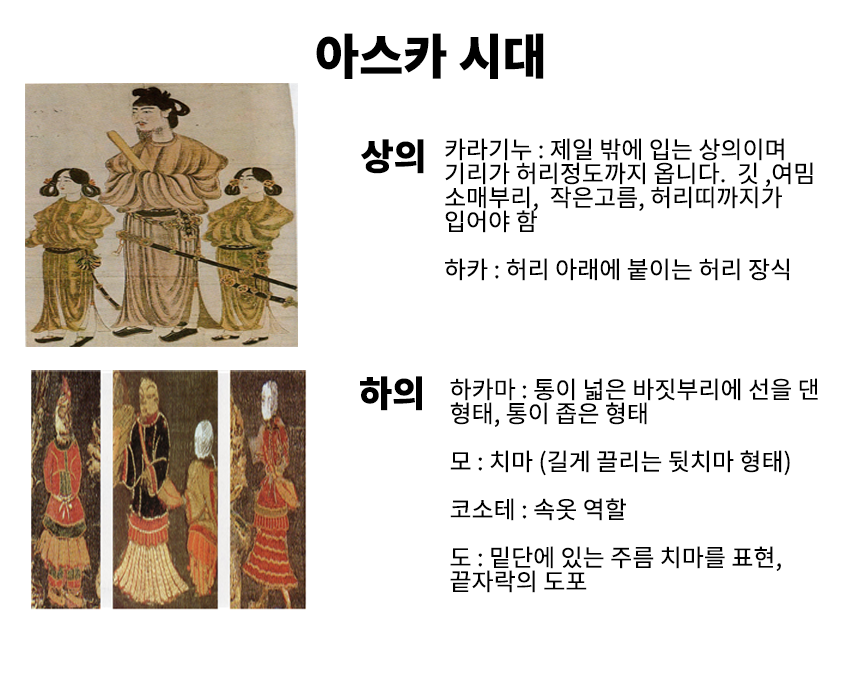 아스카 시대
상의
카라기누 : 제일 밖에 입는 상의이며
기리가 허리정도까지 옵니다. 깃 ,여밈
소매부리, 작은고름, 허리띠까지가
입어야 함
하카 : 허리 아래에 붙이는 허리 장식
하의
하카마 : 통이 넓은 바짓부리에 선을 댄
형태, 통이 좁은 형태
모 : 치마 (길게 끌리는 뒷치마 형태)
코소테 : 속옷 역할
도 : 밑단에 있는 주름 치마를 표현,
끝자락의 도포